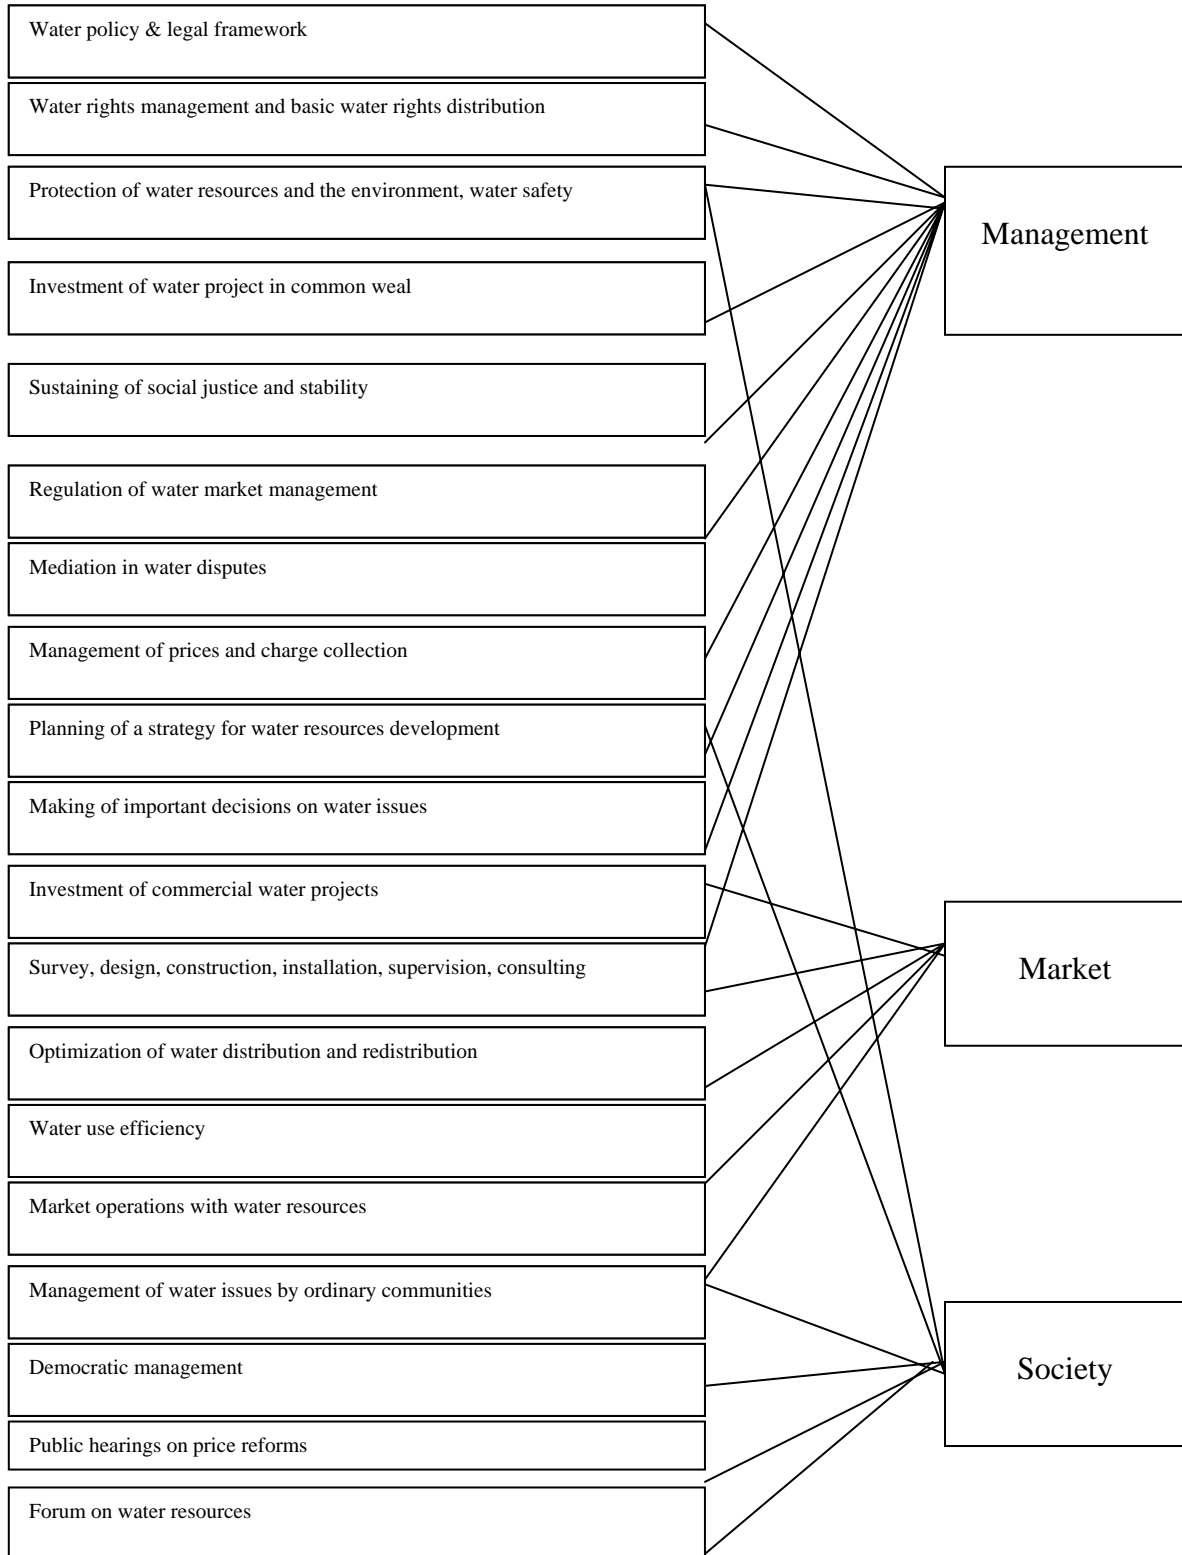 Water policy & legal framework
Water rights management and basic water rights distribution
Protection of water resources and the environment, water safety
Management
Investment of water project in common weal
Sustaining of social justice and stability
Regulation of water market management
Mediation in water disputes
Management of prices and charge collection
Planning of a strategy for water resources development
Making of important decisions on water issues
Investment of commercial water projects
Survey, design, construction, installation, supervision, consulting
Market
Optimization of water distribution and redistribution
Water use efficiency
Market operations with water resources
Management of water issues by ordinary communities
Democratic management
Society
Public hearings on price reforms
Forum on water resources